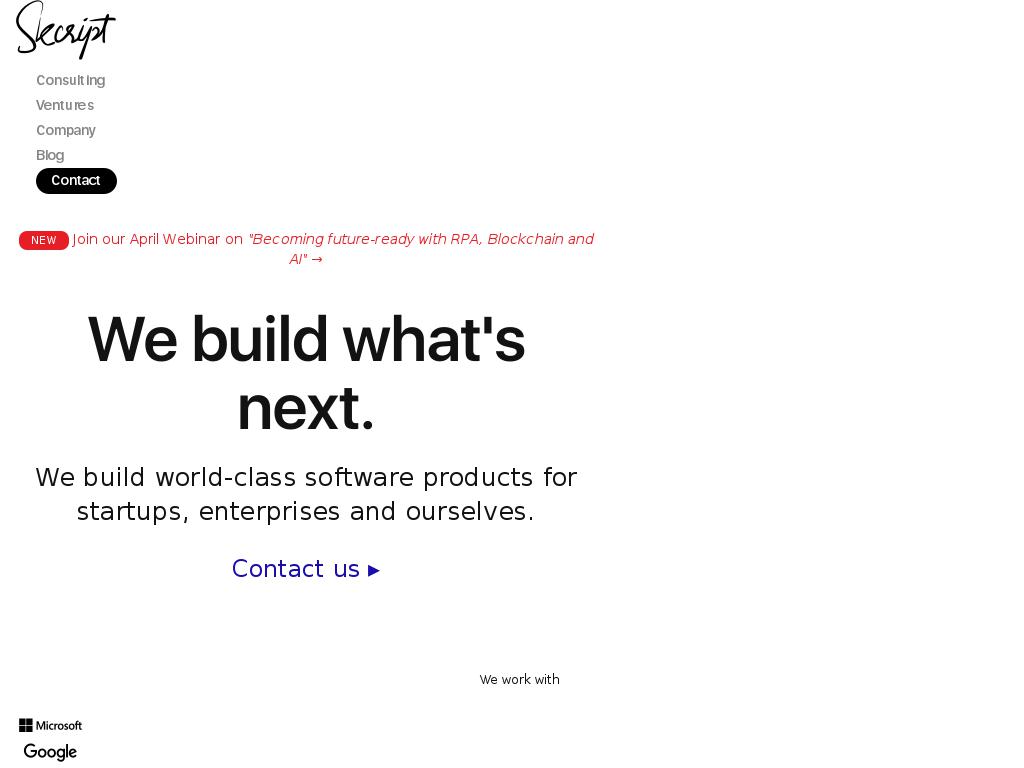 Skcript
Consulting
Ventures
Company
Blog
Contact
NEW Join our April Webinar on "Becoming future-ready with RPA, Blockchain and
AI" →
We build what's
next.
We build world-class software products for
startups, enterprises and ourselves.
Contact us ▸
We work with
Microsoft
Google